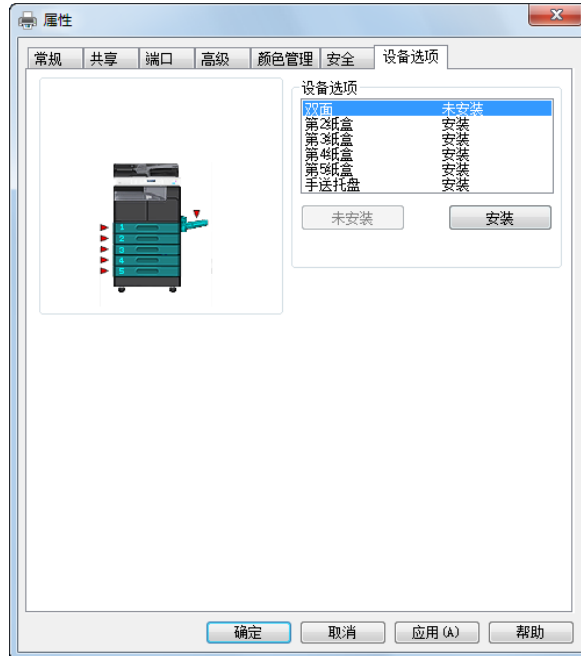 属性
常规 共享 端口 高级 颜色管理 安全 设备选项
设备选项
双面 未安装
第2纸盒 安装
第3纸盒 安装
第4纸盒 安装
第5纸盒 安装
手送托盘 安装
未安装 安装
1
2
3
4
5
确定 取消 应用(A) 帮助